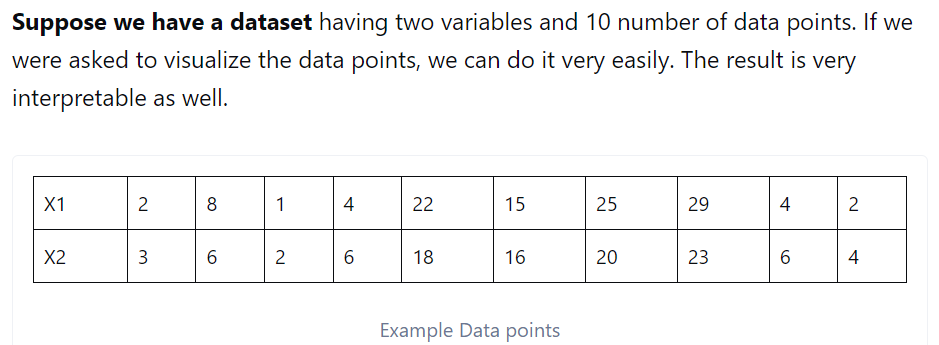 Suppose we have a dataset having two variables and 10 number of data points. If we
were asked to visualize the data points, we can do it very easily. The result is very
interpretable as well.
X1 2 8 1 4 22 15 25 29 4 2
X2 3 6 2 6 18 16 20 23 6 4
Example Data points